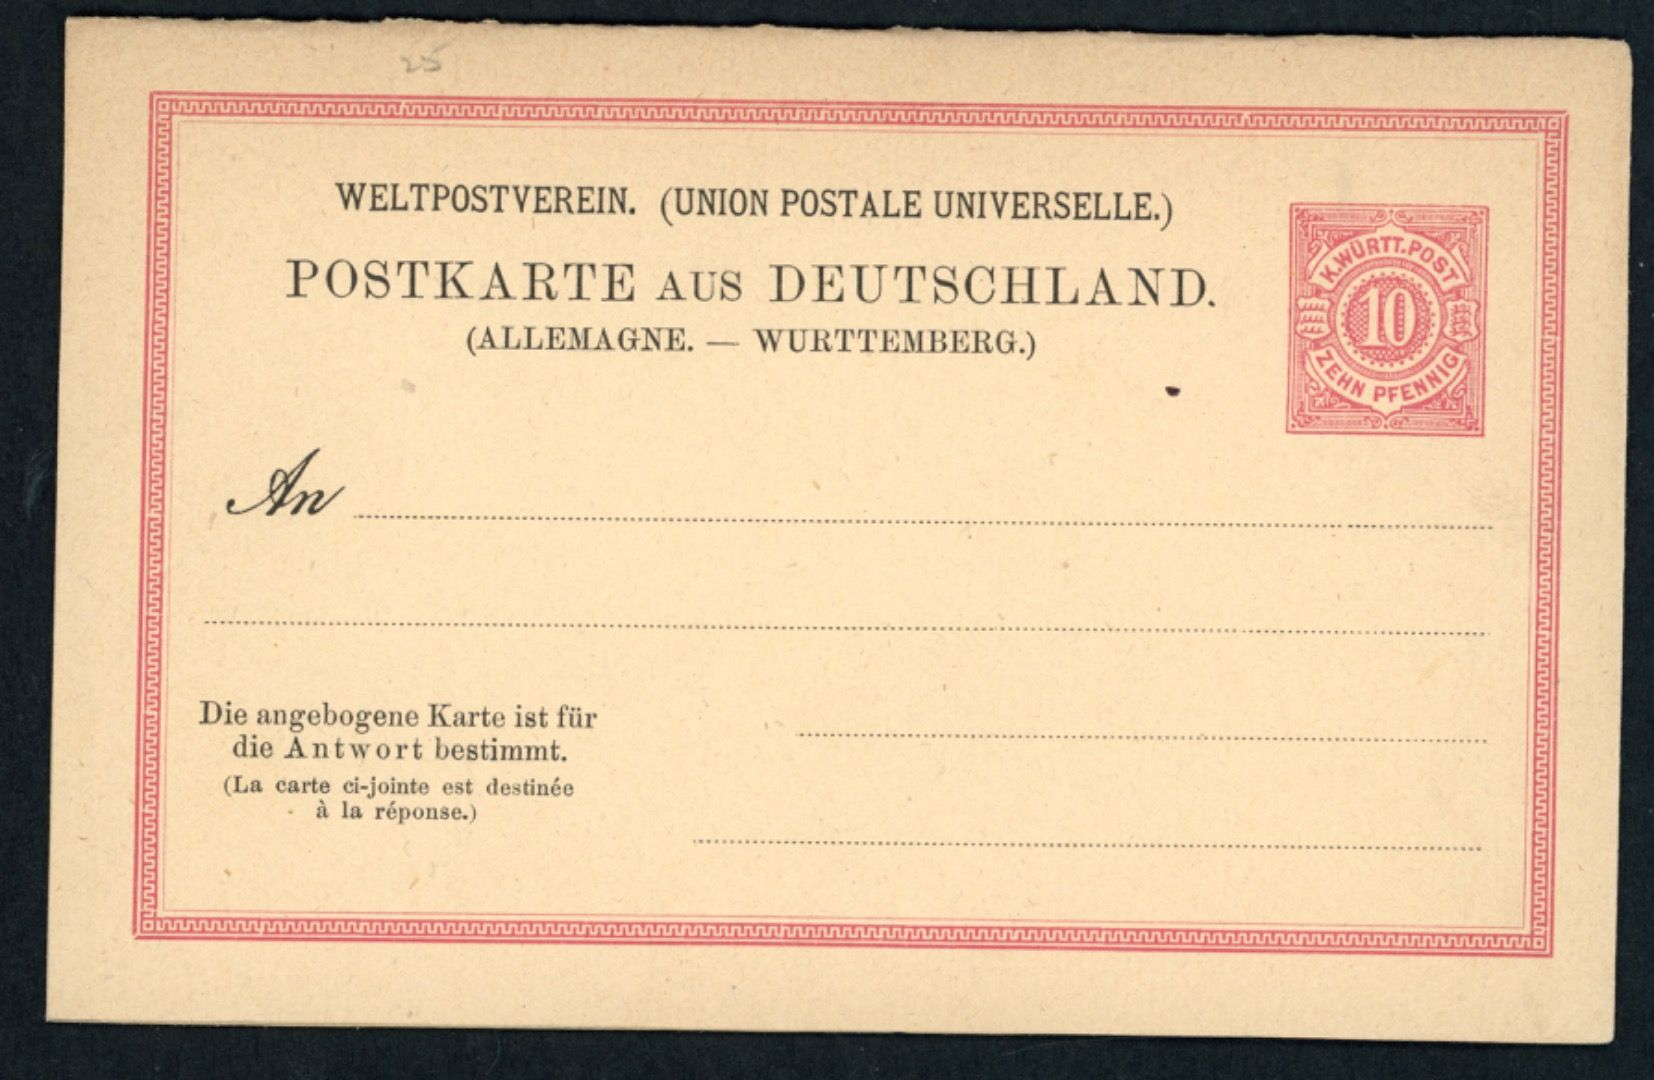 25
WELTPOSTVEREIN. (UNION POSTALE UNIVERSELLE.)
POSTKARTE AUS DEUTSCHLAND.
(ALLEMAGNE. — WURTTEMBERG.)
K.WÜRTT.POST
10
ZEHN PFENNIG
An
Die angebogene Karte ist für
die Antwort bestimmt.
(La carte ci-jointe est destinée
à la réponse.)